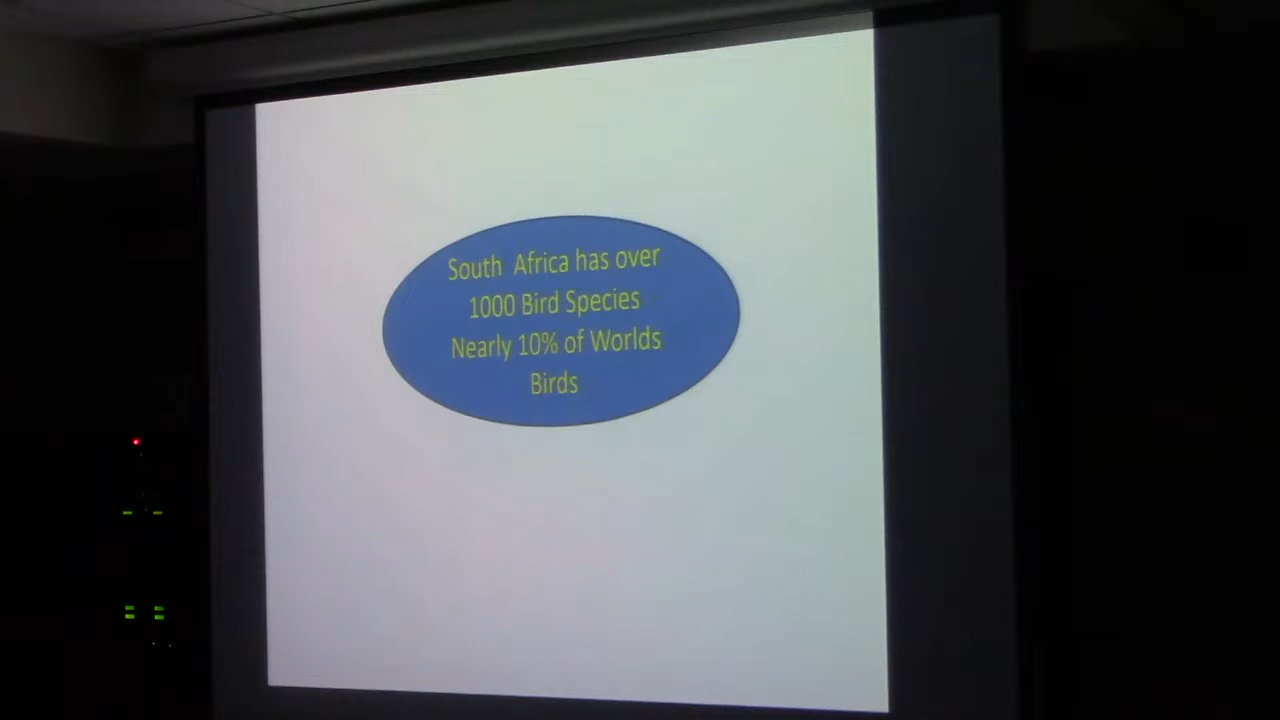 South Africa has over
1000 Bird Species
Nearly 10% of Worlds
Birds